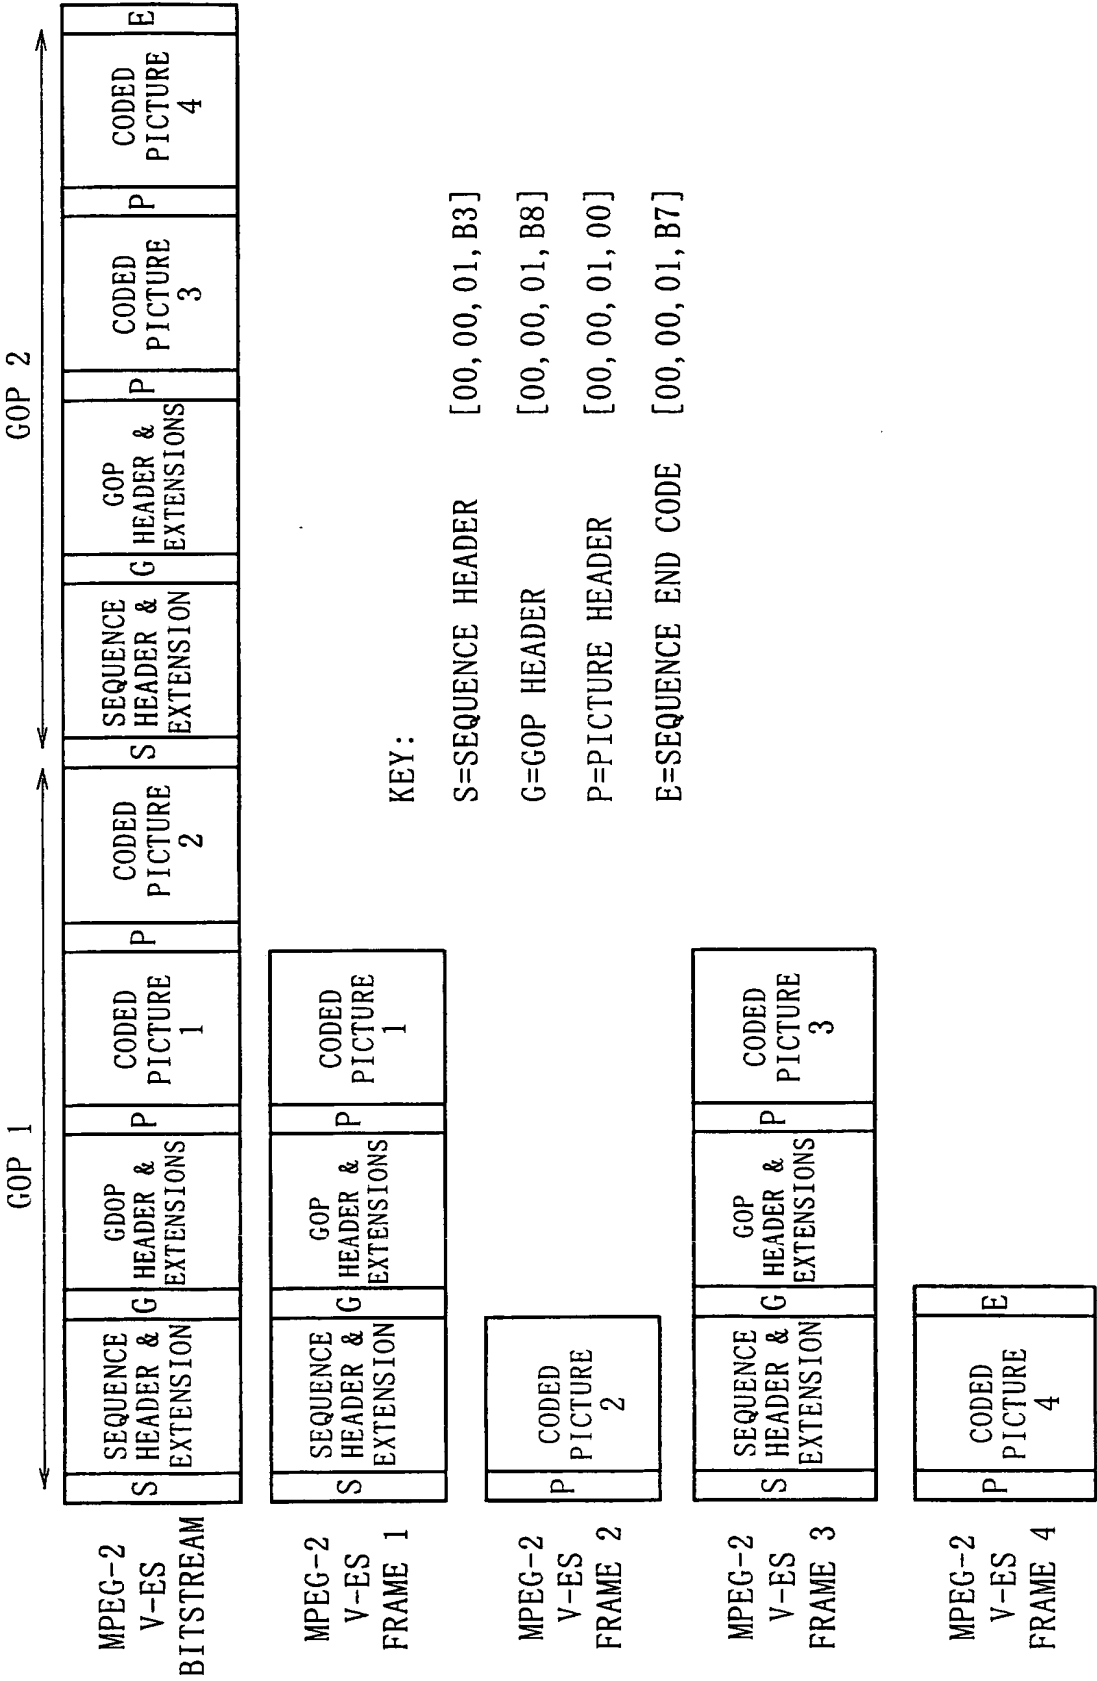 GOP 1
GOP 2
MPEG-2
V-ES
BITSTREAM
S
SEQUENCE
HEADER &
EXTENSION
G
GDOP
HEADER &
EXTENSIONS
P
CODED
PICTURE
1
P
CODED
PICTURE
2
S
SEQUENCE
HEADER &
EXTENSION
G
GOP
HEADER &
EXTENSIONS
P
CODED
PICTURE
3
P
CODED
PICTURE
4
E
MPEG-2
V-ES
FRAME 1
S
SEQUENCE
HEADER &
EXTENSION
G
GOP
HEADER &
EXTENSIONS
P
CODED
PICTURE
1
MPEG-2
V-ES
FRAME 2
P
CODED
PICTURE
2
MPEG-2
V-ES
FRAME 3
S
SEQUENCE
HEADER &
EXTENSION
G
GOP
HEADER &
EXTENSIONS
P
CODED
PICTURE
3
MPEG-2
V-ES
FRAME 4
P
CODED
PICTURE
4
E
KEY:
S=SEQUENCE HEADER [00,00,01,B3]
G=GOP HEADER [00,00,01,B8]
P=PICTURE HEADER [00,00,01,00]
E=SEQUENCE END CODE [00,00,01,B7]